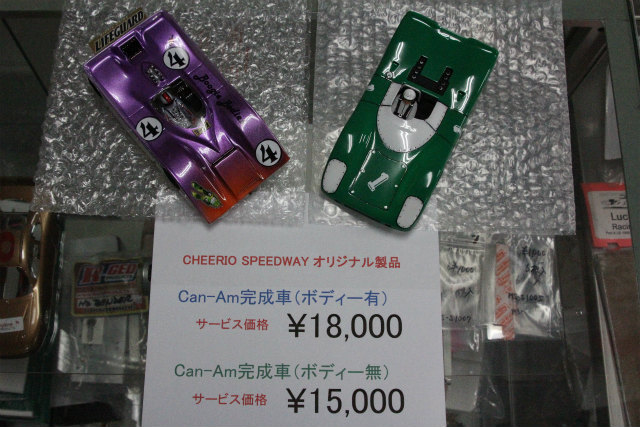 LIFEGUARD
4
4
4
1
CHEERIO SPEEDWAY オリジナル製品
Can-Am完成車(ボディー有)
サービス価格 ¥18,000
Can-Am完成車(ボディー無)
サービス価格 ¥15,000